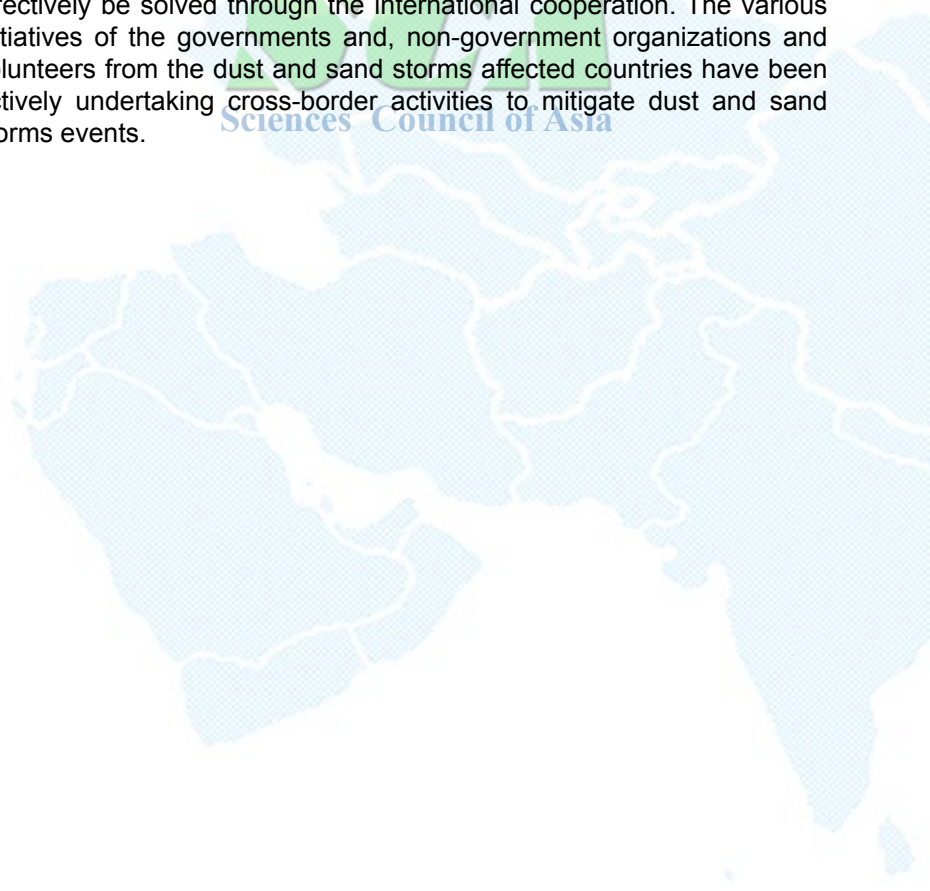 fectively be solved through the international cooperation. The various
tiatives of the governments and, non-government organizations and
lunteers from the dust and sand storms affected countries have been
ctively undertaking cross-border activities to mitigate dust and sand
Sciences Council of Asia
orms events.